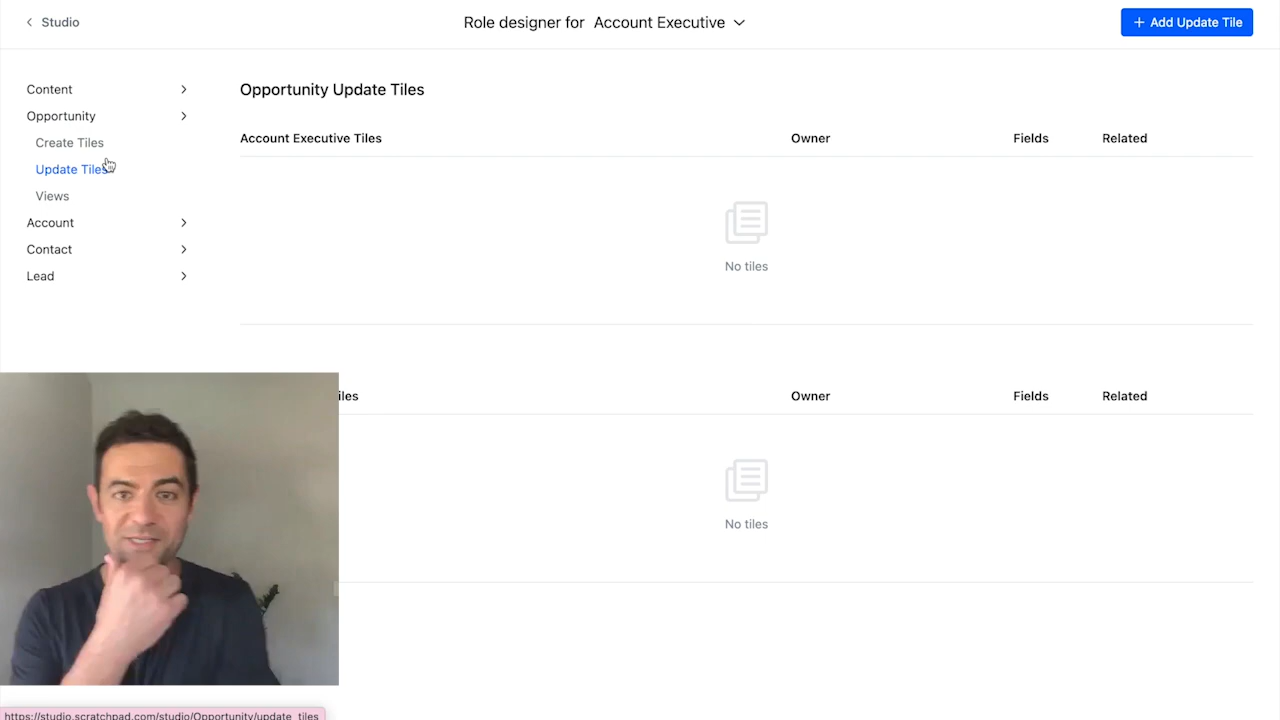 Studio
Role designer for Account Executive
+ Add Update Tile
Content
Opportunity
Create Tiles
Update Tiles
Views
Account
Contact
Lead
Opportunity Update Tiles
Account Executive Tiles Owner Fields Related
No tiles
Owner Fields Related
No tiles
https://studio.scratchpad.com/studio/Opportunity/update_tiles